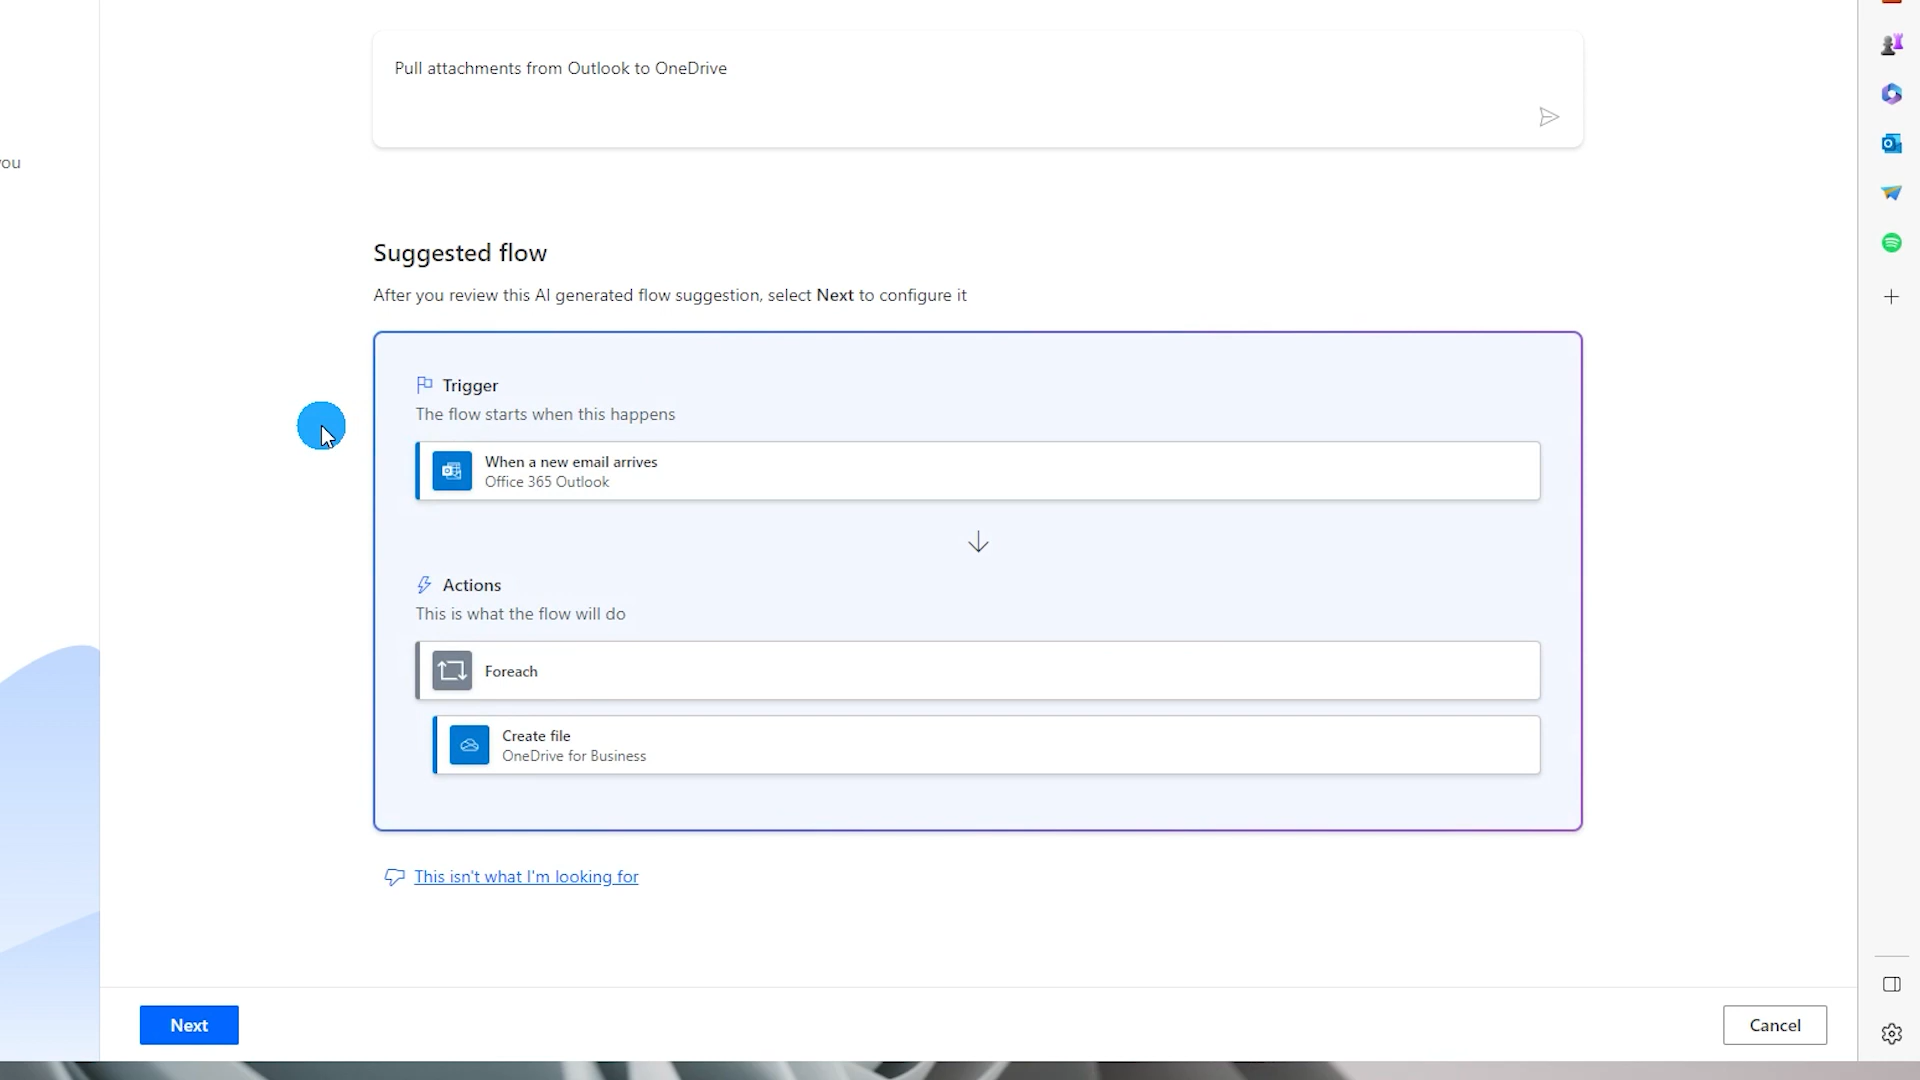 Pull attachments from Outlook to OneDrive
Suggested flow
After you review this AI generated flow suggestion, select Next to configure it
Trigger
The flow starts when this happens
When a new email arrives
Office 365 Outlook
Actions
This is what the flow will do
Foreach
Create file
OneDrive for Business
This isn't what I'm looking for
Next
Cancel